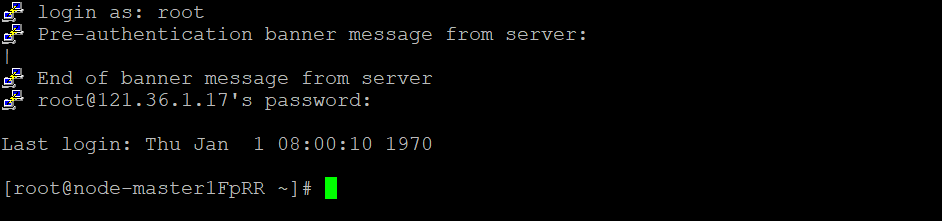 login as: root
Pre-authentication banner message from server:
|
End of banner message from server
root@121.36.1.17's password:
Last login: Thu Jan  1 08:00:10 1970
[root@node-master1FpRR ~]#